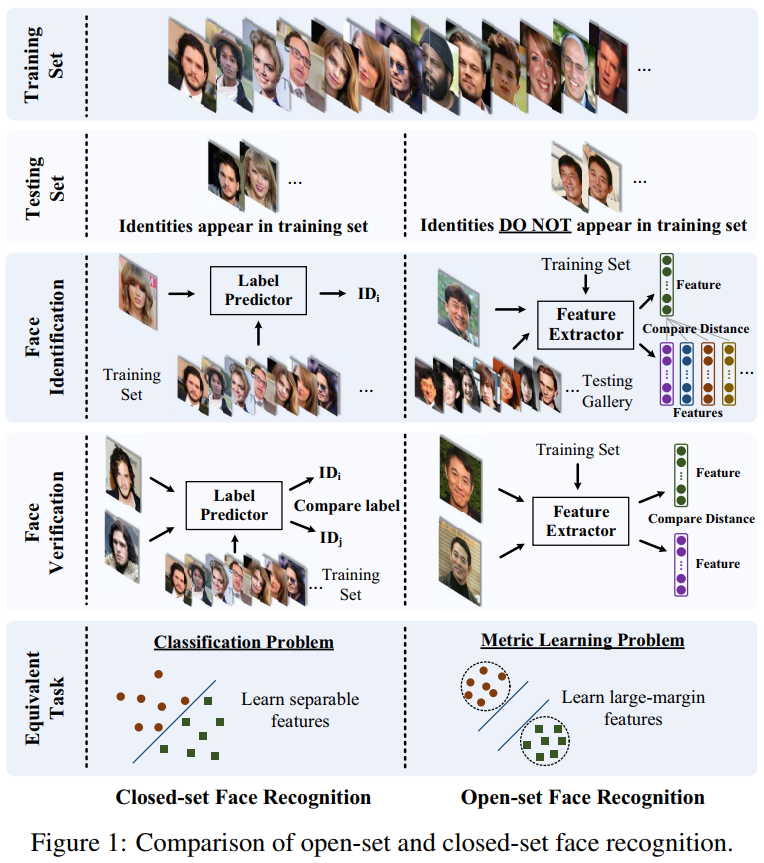 Training
Set
...
Testing
Set
...
Identities appear in training set
...
Identities DO NOT appear in training set
Face
Identification
Label
Predictor
IDi
Training
Set
...
Training Set
Feature
Extractor
Feature
Compare Distance
...
Testing
Gallery
...
Features
Face
Verification
Label
Predictor
IDi
Compare label
IDj
... Training
Set
Training Set
Feature
Extractor
Feature
Compare Distance
Feature
Equivalent
Task
Classification Problem
Learn separable
features
Metric Learning Problem
Learn large-margin
features
Closed-set Face Recognition
Open-set Face Recognition
Figure 1: Comparison of open-set and closed-set face recognition.